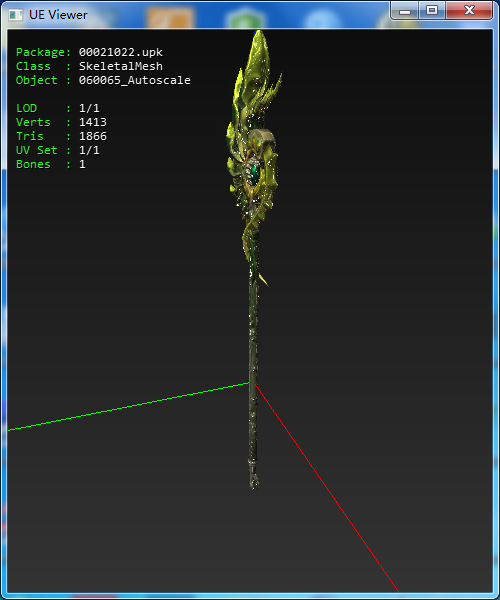 UE Viewer
Package: 00021022.upk
Class : SkeletalMesh
Object : 060065_Autoscale
LOD : 1/1
Verts : 1413
Tris : 1866
UV Set : 1/1
Bones : 1